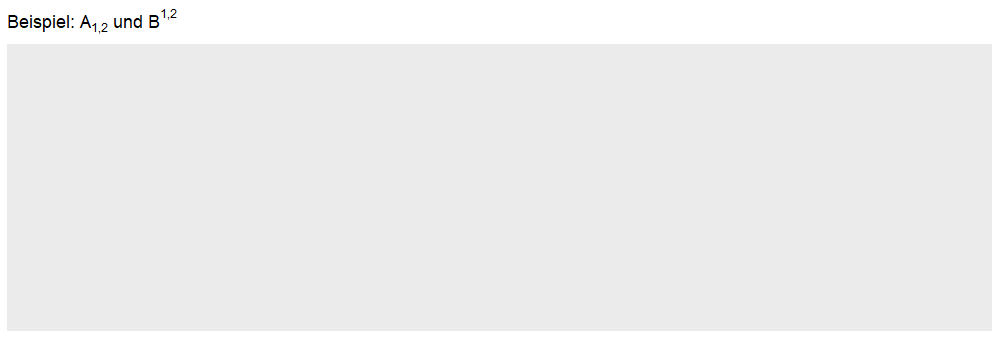 Beispiel: A₁,₂ und B¹,²